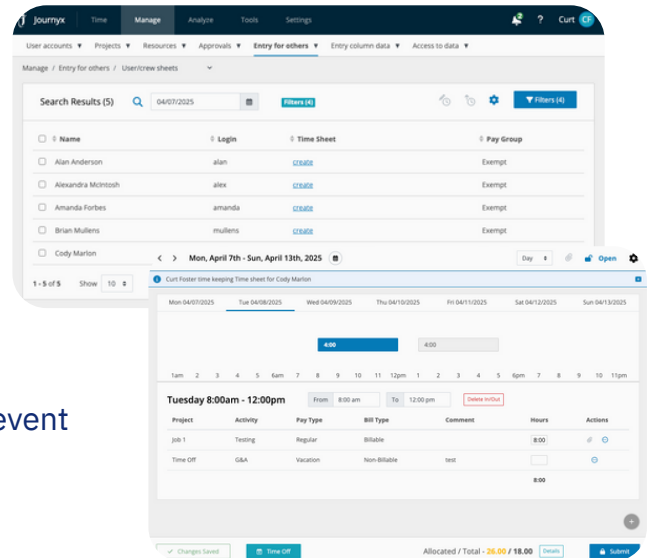 Journyx Time Manage Analyze Tools Settings 2 ? Curt CF
User accounts Projects Resources Approvals Entry for others Entry column data Access to data
Manage / Entry for others / User/crew sheets
Search Results (5) 04/07/2025 Filters (4) Filters (4)
Name Login Time Sheet Pay Group
Alan Anderson alan create Exempt
Alexandra McIntosh alex create Exempt
Amanda Forbes amanda create Exempt
Brian Mullens mullens create Exempt
Cody Marlon
1 - 5 of 5 Show 10
Mon, April 7th - Sun, April 13th, 2025 Day Open
Curt Foster time keeping Time sheet for Cody Marlon
Mon 04/07/2025 Tue 04/08/2025 Wed 04/09/2025 Thu 04/10/2025 Fri 04/11/2025 Sat 04/12/2025 Sun 04/13/2025
4:00 4:00
1am 2 3 4 5 6am 7 8 9 10 11 12pm 1 2 3 4 5 6pm 7 8 9 10 11pm
Tuesday 8:00am - 12:00pm From 8:00 am To 12:00 pm Delete In/Out
Project Activity Pay Type Bill Type Comment Hours Actions
Job 1 Testing Regular Billable 8:00
Time Off G&A Vacation Non-Billable test
8:00
event
Changes Saved Time Off Allocated / Total - 26.00 / 18.00 Details Submit